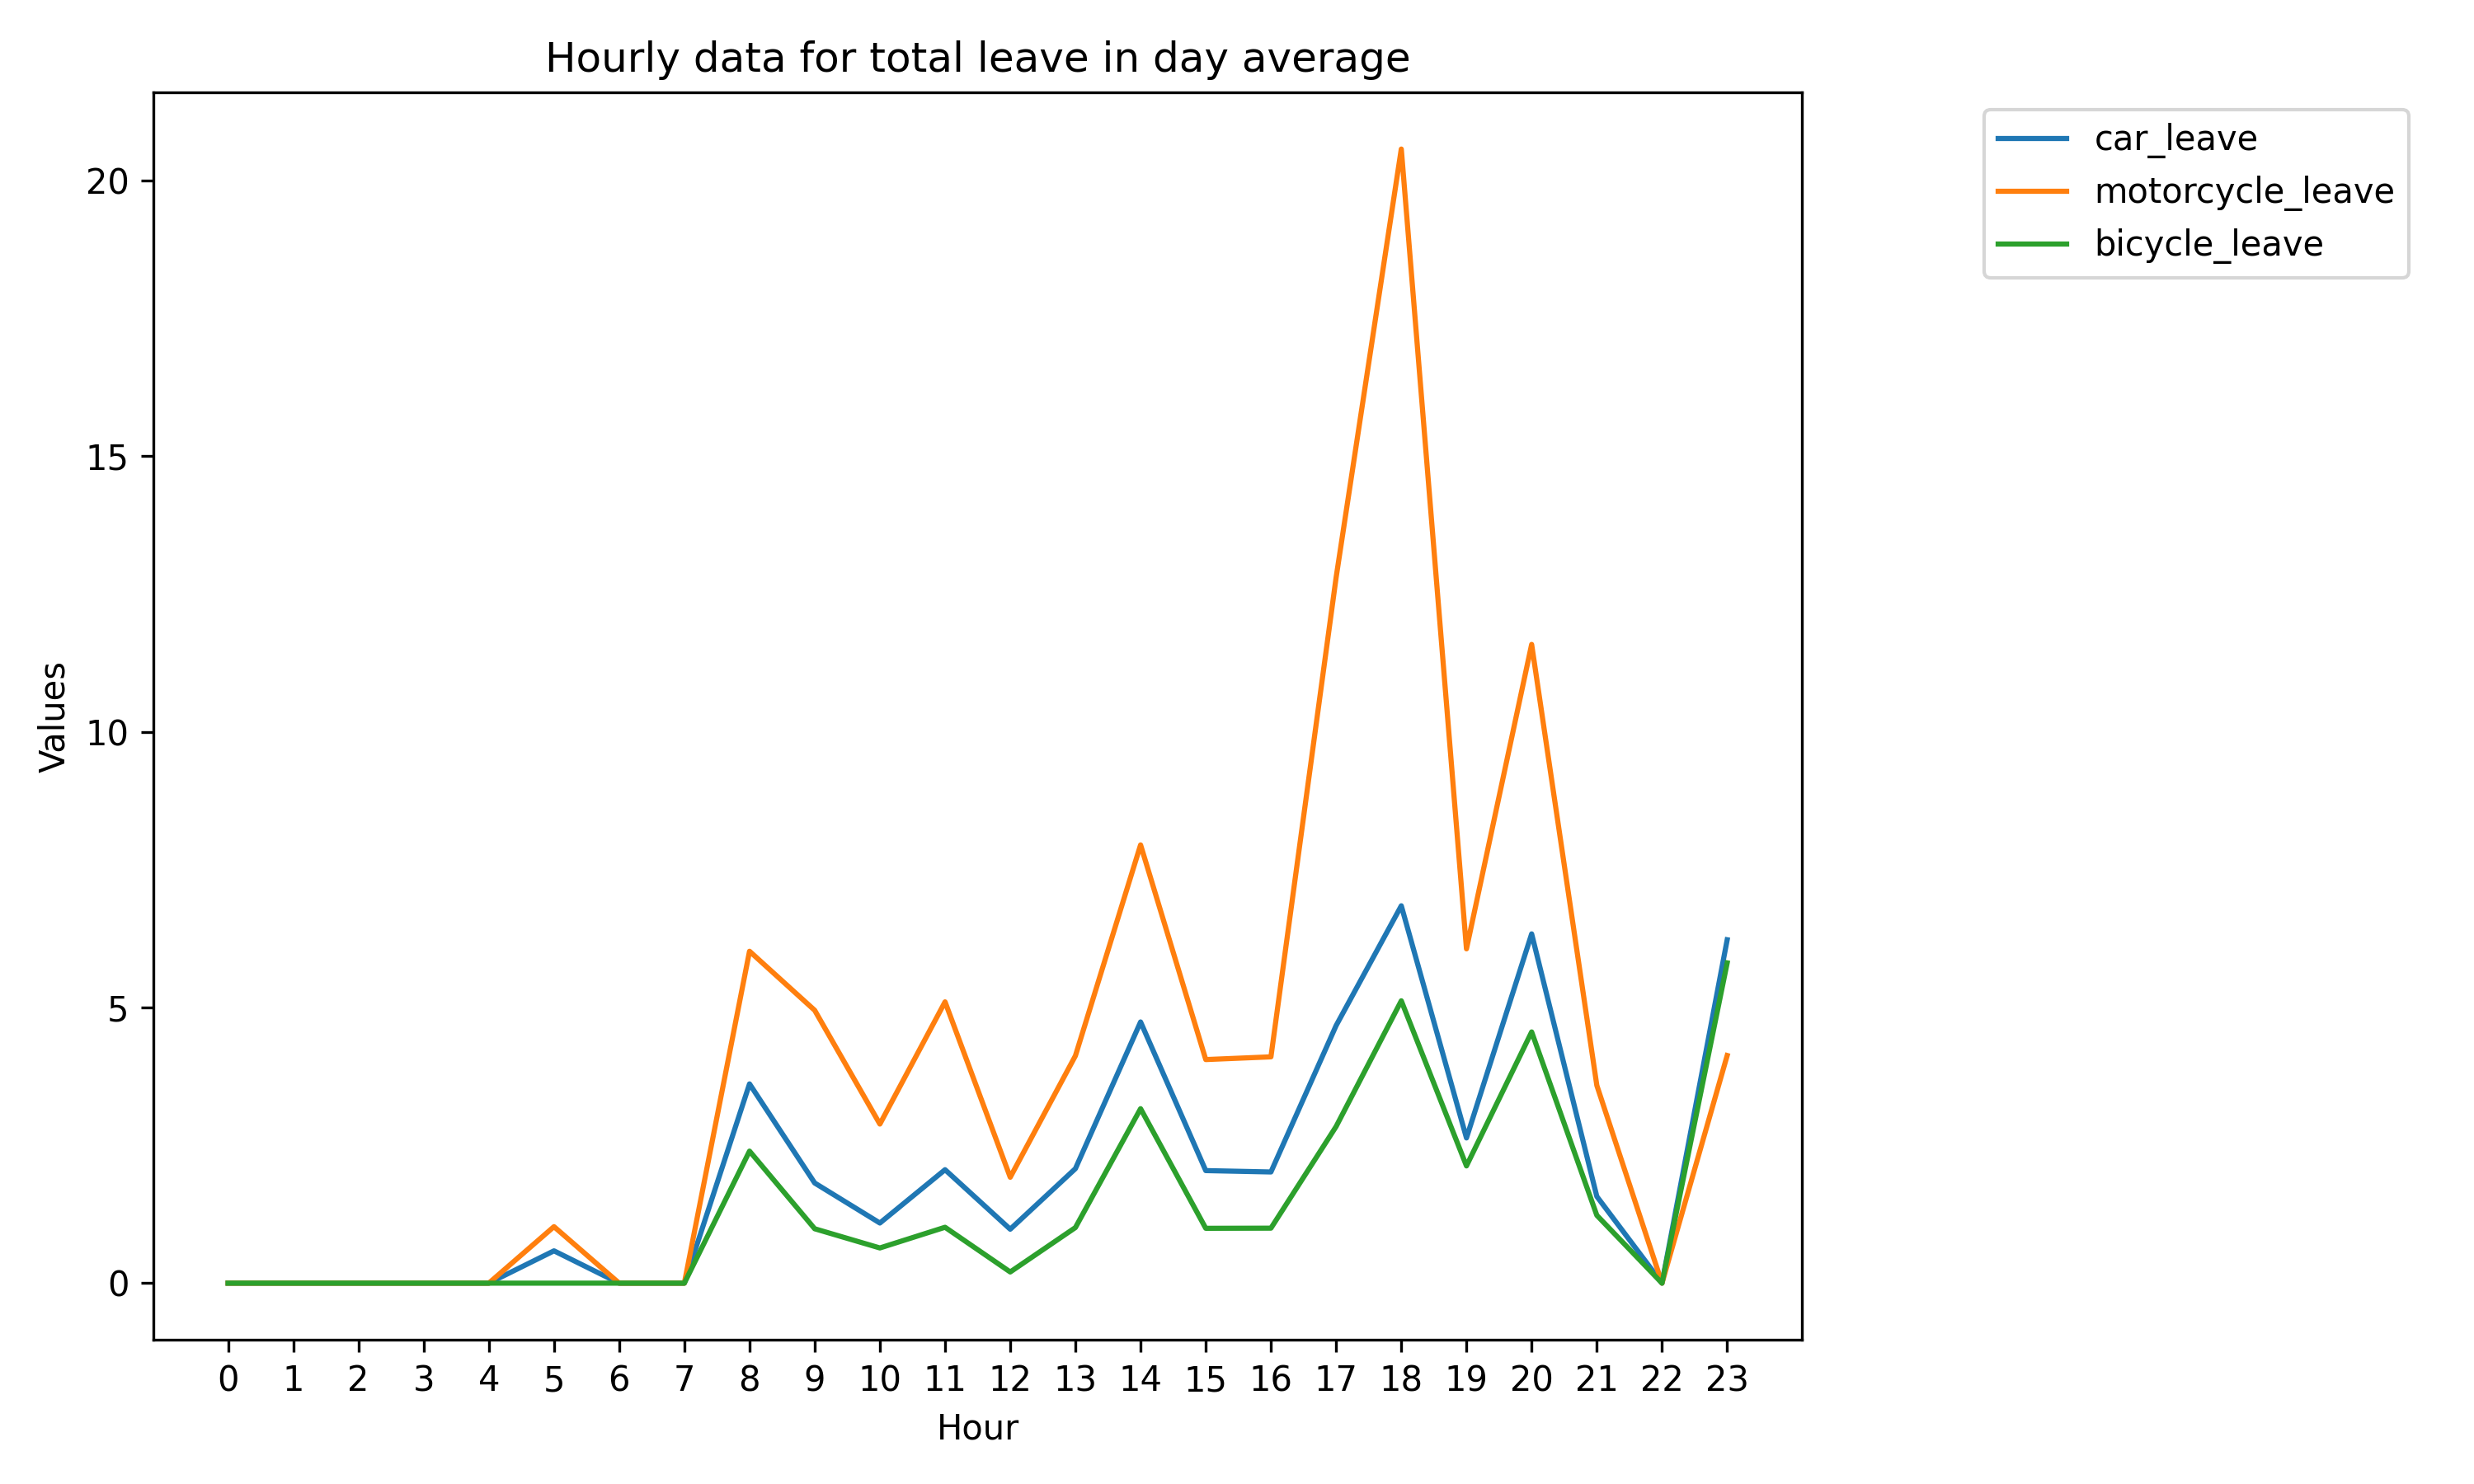 Hourly data for total leave in day average
car_leave
motorcycle_leave
bicycle_leave
20
15
10
5
0
Values
0 1 2 3 4 5 6 7 8 9 10 11 12 13 14 15 16 17 18 19 20 21 22 23
Hour